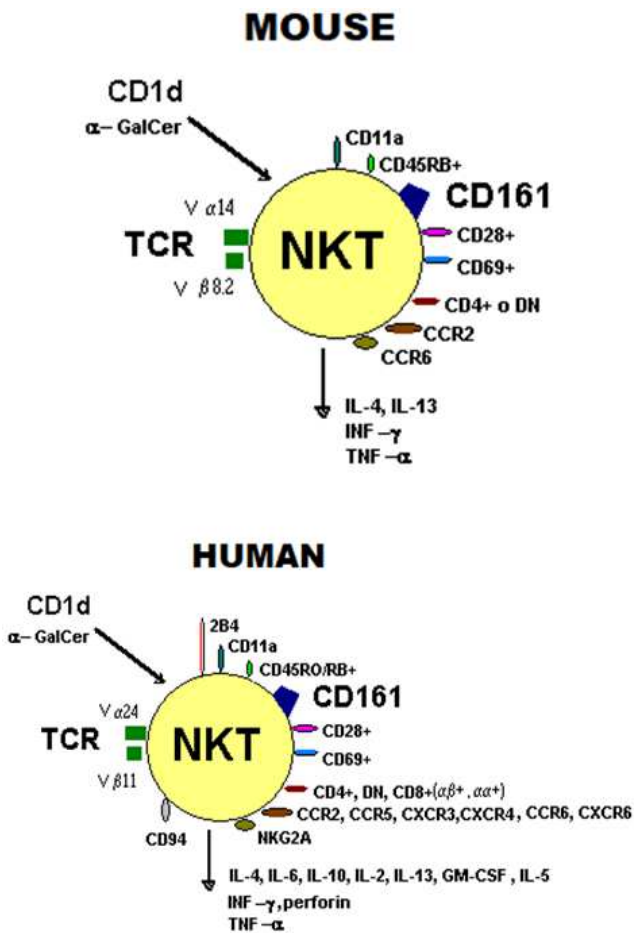 MOUSE
CD1d
α– GalCer
CD11a
CD45RB+
CD161
V α14
TCR
V β8.2
NKT
CD28+
CD69+
CD4+ o DN
CCR2
CCR6
IL-4, IL-13
INF –γ
TNF –α
HUMAN
CD1d
α– GalCer
2B4
CD11a
CD45RO/RB+
CD161
V α24
TCR
V β11
NKT
CD28+
CD69+
CD4+, DN, CD8+(αβ+ , αα+)
CCR2, CCR5, CXCR3,CXCR4 , CCR6, CXCR6
NKG2A
CD94
IL-4, IL-6, IL-10, IL-2, IL-13, GM-CSF , IL-5
INF –γ,perforin
TNF –α